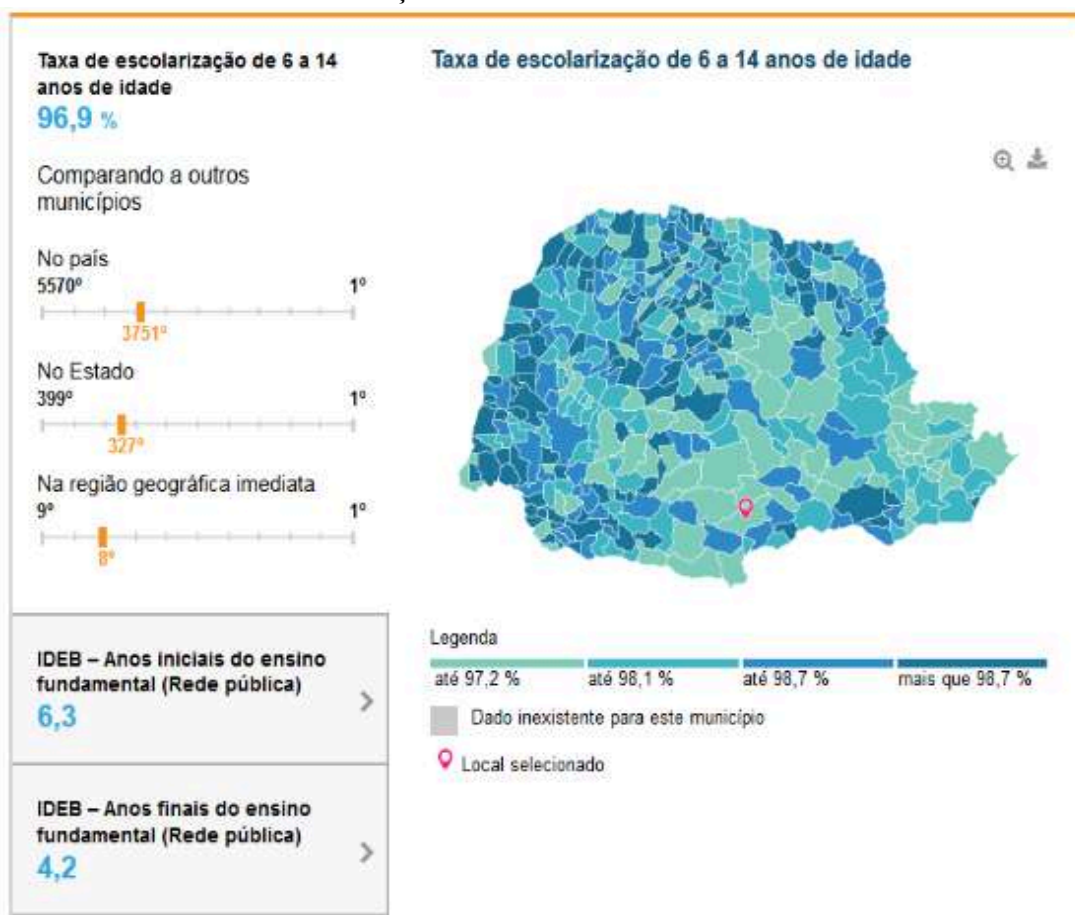 Taxa de escolarização de 6 a 14
anos de idade
96,9 %
Comparando a outros
municípios
No país
5570º
1º
3751º
No Estado
399º
1º
327º
Na região geográfica imediata
9º
1º
8º
IDEB – Anos iniciais do ensino
fundamental (Rede pública)
6,3
IDEB – Anos finais do ensino
fundamental (Rede pública)
4,2
Taxa de escolarização de 6 a 14 anos de idade
Legenda
até 97,2 %
até 98,1 %
até 98,7 %
mais que 98,7 %
Dado inexistente para este município
Local selecionado